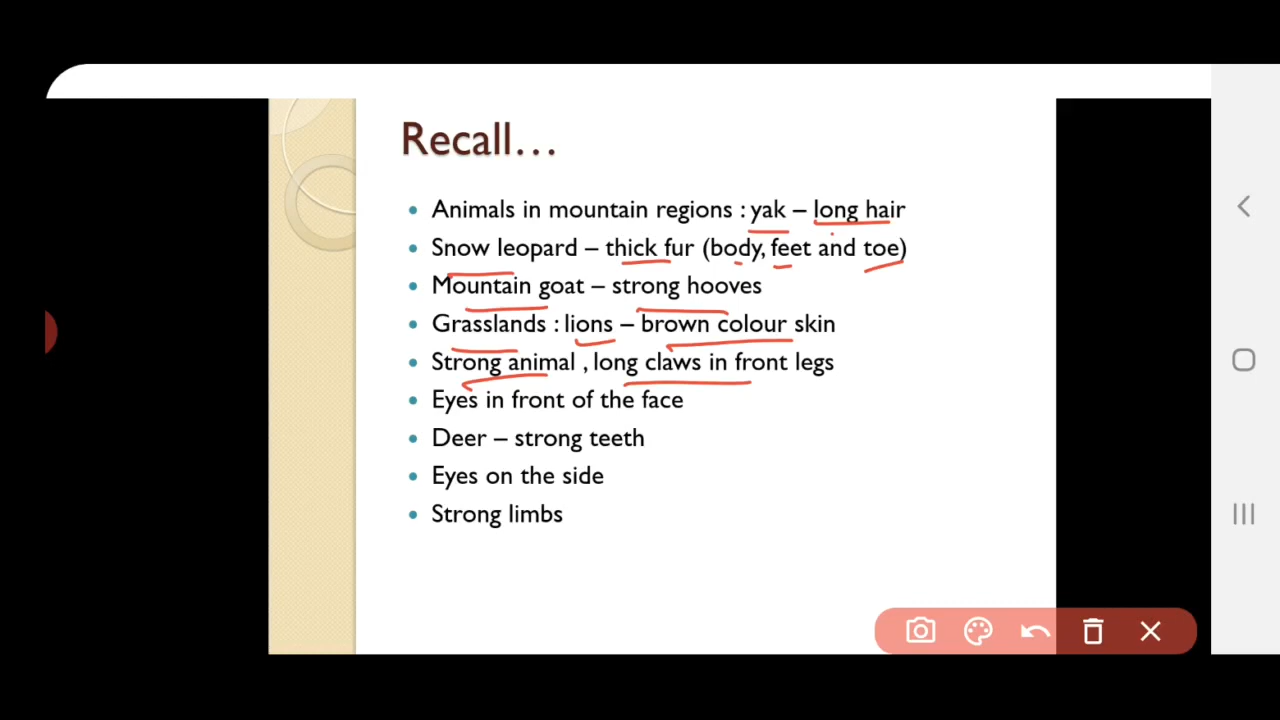 Recall...
• Animals in mountain regions : yak – long hair
• Snow leopard – thick fur (body, feet and toe)
• Mountain goat – strong hooves
• Grasslands : lions – brown colour skin
• Strong animal , long claws in front legs
• Eyes in front of the face
• Deer – strong teeth
• Eyes on the side
• Strong limbs